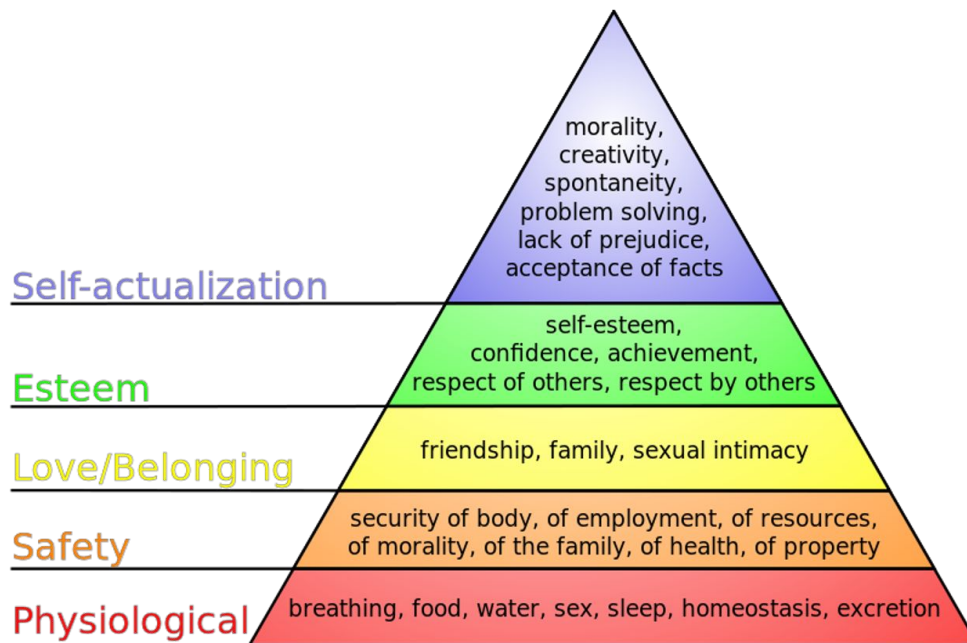 morality,
creativity,
spontaneity,
problem solving,
lack of prejudice,
acceptance of facts
Self-actualization
self-esteem,
confidence, achievement,
respect of others, respect by others
Esteem
friendship, family, sexual intimacy
Love/Belonging
security of body, of employment, of resources,
of morality, of the family, of health, of property
Safety
breathing, food, water, sex, sleep, homeostasis, excretion
Physiological